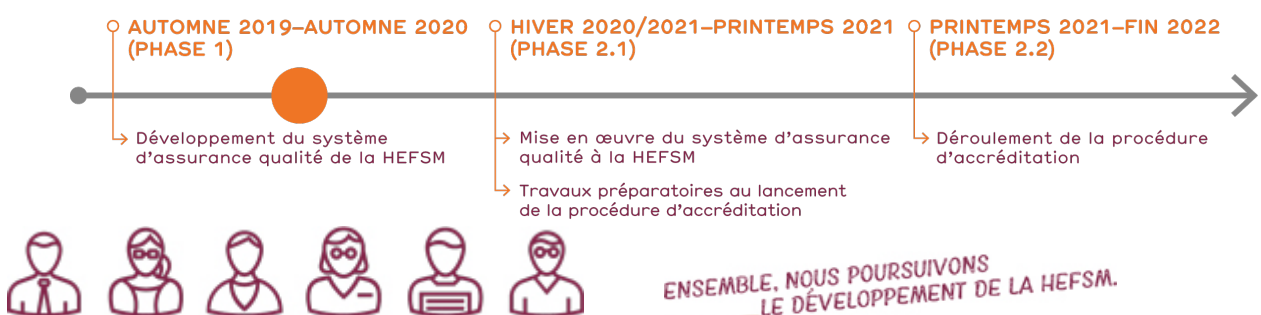 AUTOMNE 2019–AUTOMNE 2020
(PHASE 1)
Développement du système
d'assurance qualité de la HEFSM
HIVER 2020/2021–PRINTEMPS 2021
(PHASE 2.1)
Mise en œuvre du système d'assurance
qualité à la HEFSM
Travaux préparatoires au lancement
de la procédure d'accréditation
PRINTEMPS 2021–FIN 2022
(PHASE 2.2)
Déroulement de la procédure
d'accréditation
ENSEMBLE, NOUS POURSUIVONS
LE DÉVELOPPEMENT DE LA HEFSM.